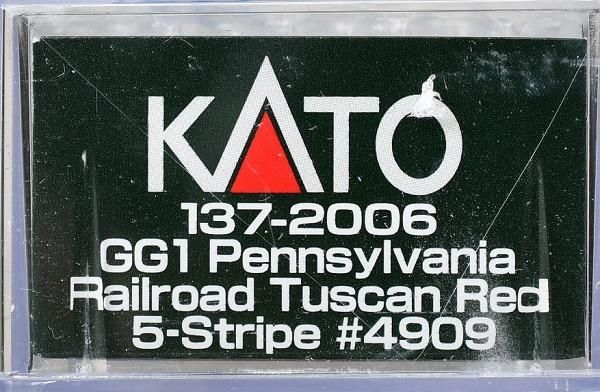 KATO
137-2006
GG1 Pennsylvania
Railroad Tuscan Red
5-Stripe #4909